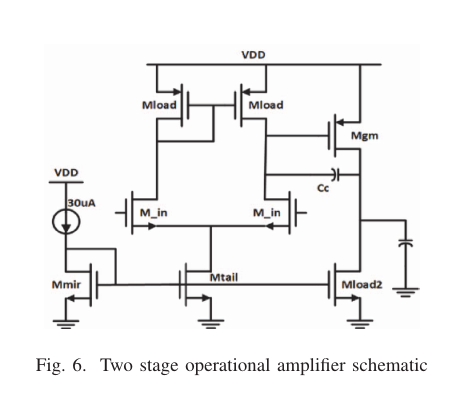 VDD
Mload
Mload
Mgm
Cc
VDD
30uA
M_in
M_in
Mmir
Mtail
Mload2
Fig. 6. Two stage operational amplifier schematic